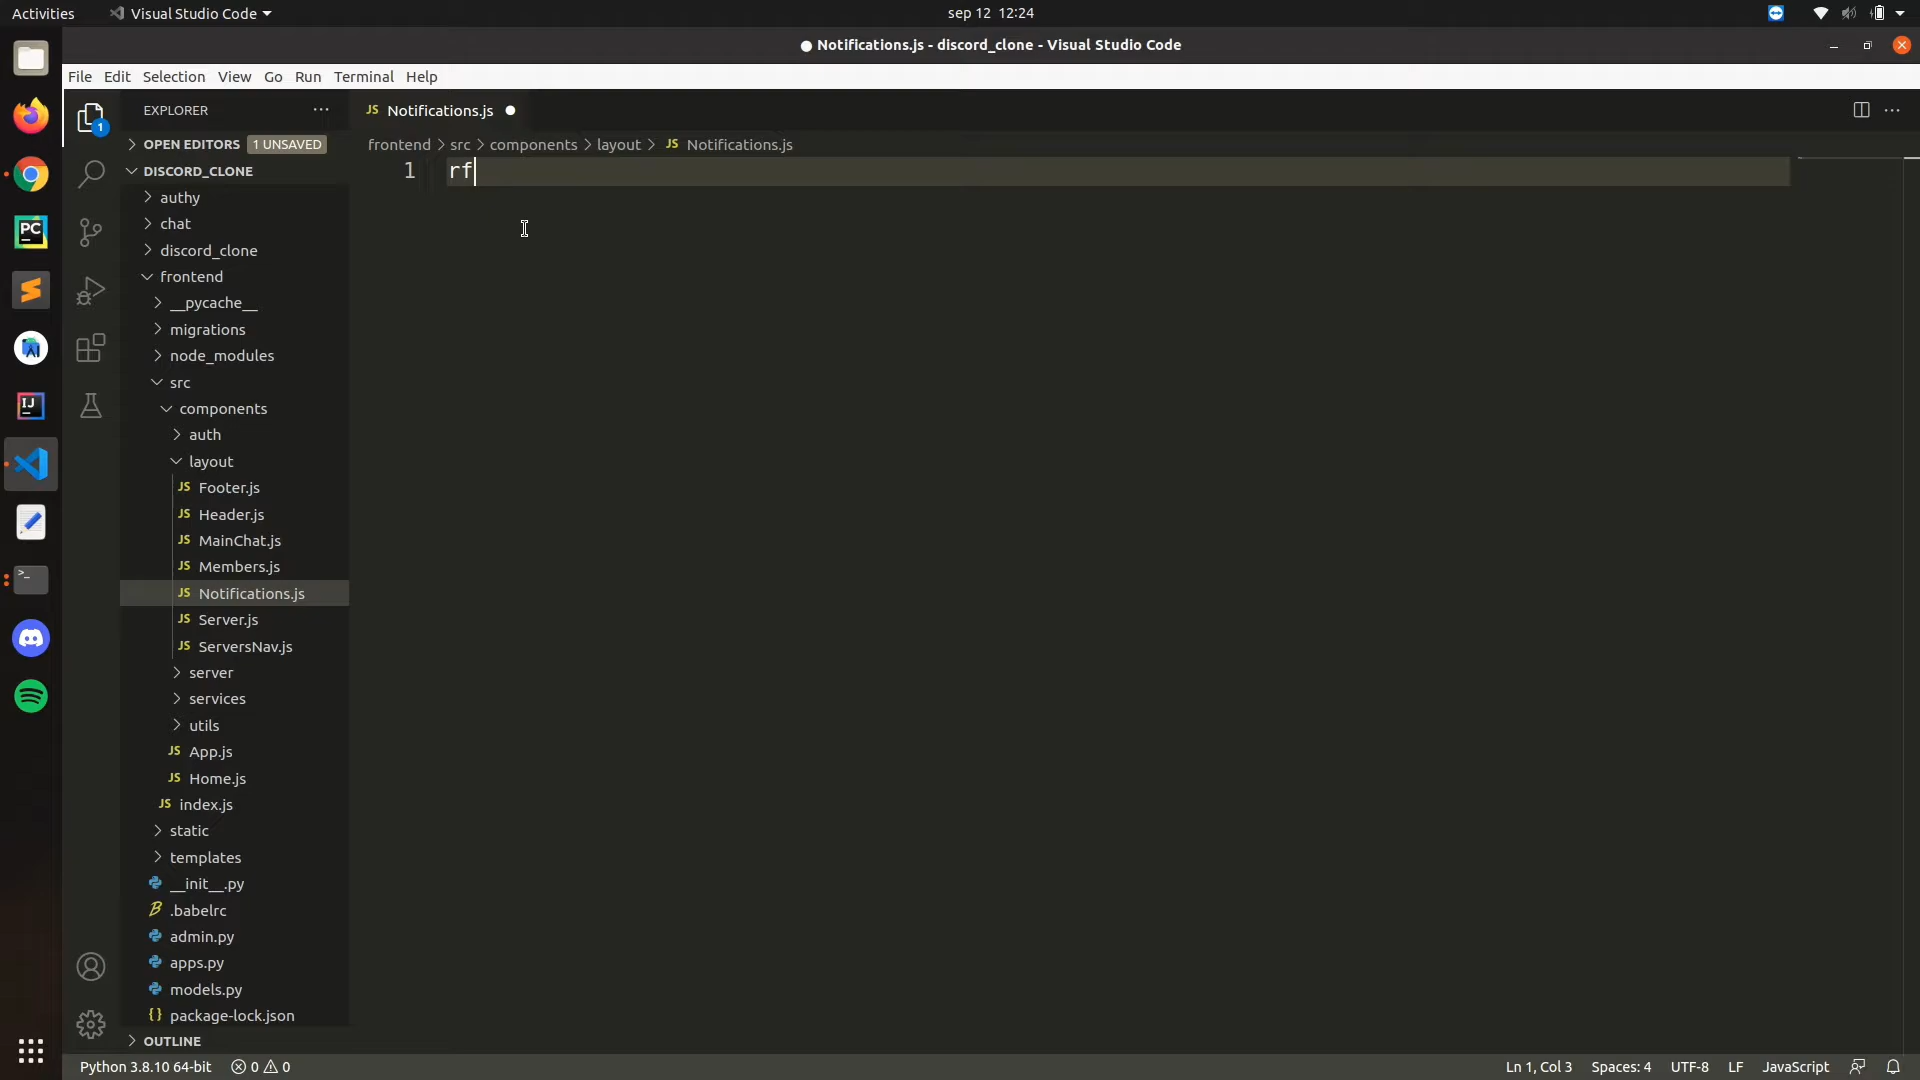 Activities
Visual Studio Code
sep 12 12:24
Notifications.js - discord_clone - Visual Studio Code
File Edit Selection View Go Run Terminal Help
EXPLORER
Notifications.js
OPEN EDITORS 1 UNSAVED
frontend > src > components > layout > JS Notifications.js
DISCORD_CLONE
1 rf
authy
chat
discord_clone
frontend
__pycache__
migrations
node_modules
src
components
auth
layout
JS Footer.js
JS Header.js
JS MainChat.js
JS Members.js
JS Notifications.js
JS Server.js
JS ServersNav.js
server
services
utils
JS App.js
JS Home.js
JS index.js
static
templates
__init__.py
.babelrc
admin.py
apps.py
models.py
{} package-lock.json
OUTLINE
Python 3.8.10 64-bit 0 0
Ln 1, Col 3 Spaces: 4 UTF-8 LF JavaScript